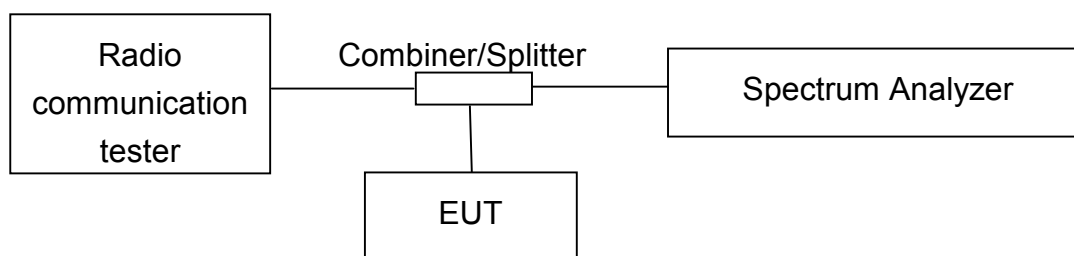 Radio
communication
tester
Combiner/Splitter
Spectrum Analyzer
EUT